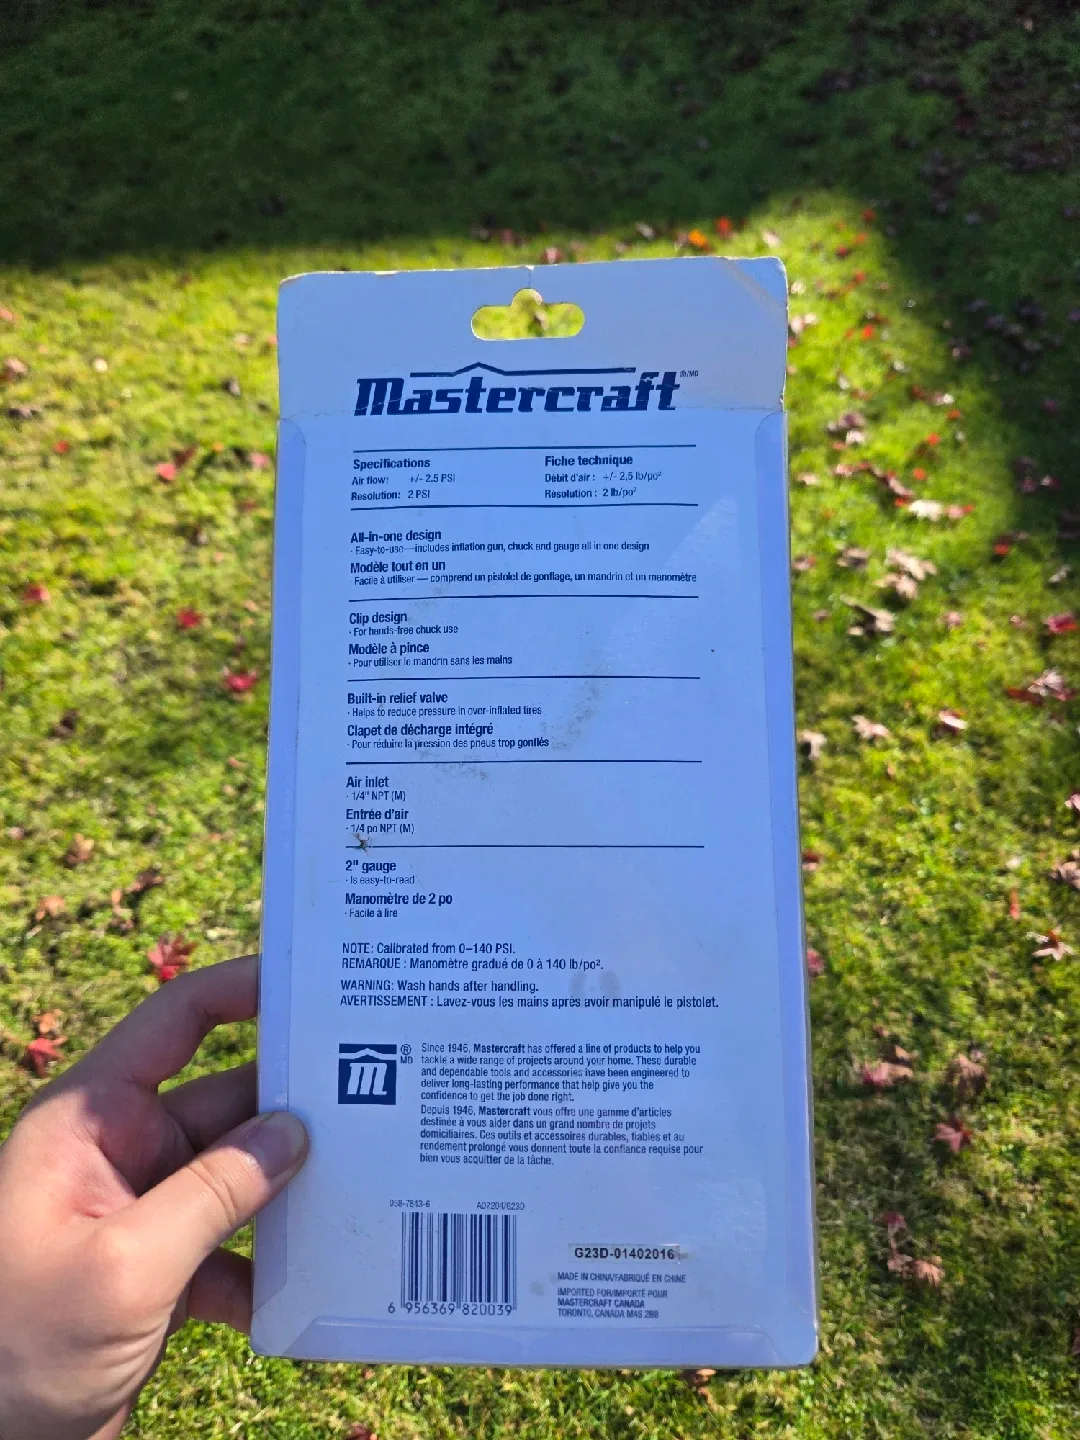 Mastercraft ®/MD
Specifications
Air flow: +/- 2.5 PSI
Resolution: 2 PSI
Fiche technique
Débit d'air : +/- 2,5 lb/po²
Résolution : 2 lb/po²
All-in-one design
· Easy-to-use—includes inflation gun, chuck and gauge all in one design
Modèle tout en un
· Facile à utiliser — comprend un pistolet de gonflage, un mandrin et un manomètre
Clip design
· For hands-free chuck use
Modèle à pince
· Pour utiliser le mandrin sans les mains
Built-in relief valve
· Helps to reduce pressure in over-inflated tires
Clapet de décharge intégré
· Pour réduire la pression des pneus trop gonflés
Air inlet
· 1/4" NPT (M)
Entrée d'air
· 1/4 po NPT (M)
2" gauge
· Is easy-to-read
Manomètre de 2 po
· Facile à lire
NOTE: Calibrated from 0–140 PSI.
REMARQUE : Manomètre gradué de 0 à 140 lb/po².
WARNING: Wash hands after handling.
AVERTISSEMENT : Lavez-vous les mains après avoir manipulé le pistolet.
m ®
MD
Since 1946, Mastercraft has offered a line of products to help you
tackle a wide range of projects around your home. These durable
and dependable tools and accessories have been engineered to
deliver long-lasting performance that help give you the
confidence to get the job done right.
Depuis 1946, Mastercraft vous offre une gamme d'articles
destinée à vous aider dans un grand nombre de projets
domiciliaires. Ces outils et accessoires durables, fiables et au
rendement prolongé vous donnent toute la confiance requise pour
bien vous acquitter de la tâche.
058-7843-6
6 956369 820039
G23D-01402016
MADE IN CHINA/FABRIQUÉ EN CHINE
IMPORTED FOR/IMPORTÉ POUR
MASTERCRAFT CANADA
TORONTO, CANADA M4S 2B8